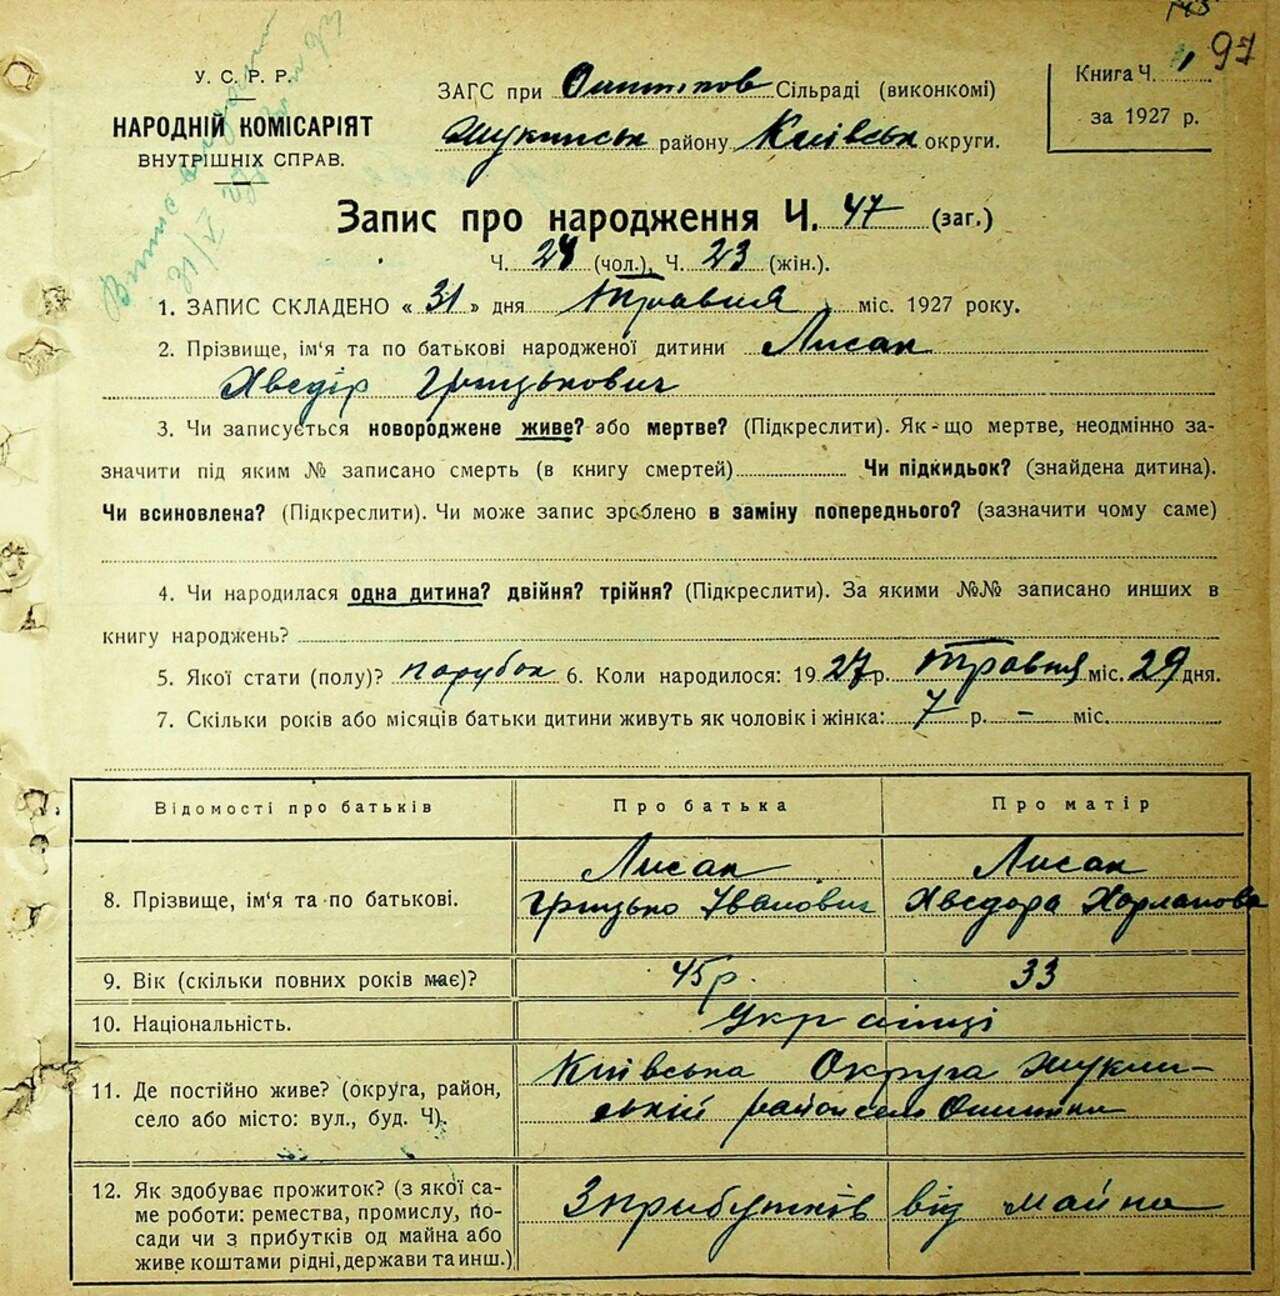 97
У. С. Р. Р.
НАРОДНІЙ КОМІСАРІЯТ
ВНУТРІШНІХ СПРАВ.
ЗАГС при Сільраді (виконкомі)
Жукинськ району Київськ округи.
Книга Ч. 1
за 1927 р.
Запис про народження Ч. 47 (заг.)
Ч. 24 (чол.), Ч. 23 (жін.).
1. ЗАПИС СКЛАДЕНО « 31 » дня Травня міс. 1927 року.
2. Прізвище, ім'я та по батькові народженої дитини Лисак
Хведір Грицькович
3. Чи записується новороджене живе? або мертве? (Підкреслити). Як-що мертве, неодмінно за-
значити під яким № записано смерть (в книгу смертей) Чи підкидьок? (знайдена дитина).
Чи всиновлена? (Підкреслити). Чи може запис зроблено в заміну попереднього? (зазначити чому саме)
4. Чи народилася одна дитина? двійня? трійня? (Підкреслити). За якими №№ записано инших в
книгу народжень?
5. Якої стати (полу)? парубок 6. Коли народилося: 1927 р. Травня міс. 29 дня.
7. Скільки років або місяців батьки дитини живуть як чоловік і жінка: 7 р. – міс.
Відомості про батьків Про батька Про матір
8. Прізвище, ім'я та по батькові. Лисак Лисак
Грицько Іванович Хведора Харланова
9. Вік (скільки повних років має)? 45 р. 33
10. Національність. Українці
11. Де постійно живе? (округа, район, Київська Округа Жукин-
село або місто: вул., буд. Ч). ській район село Ошитки
12. Як здобуває прожиток? (з якої са- З прибутків від майна
ме роботи: ремества, промислу, по-
сади чи з прибутків од майна або
живе коштами рідні, держави та инш.)